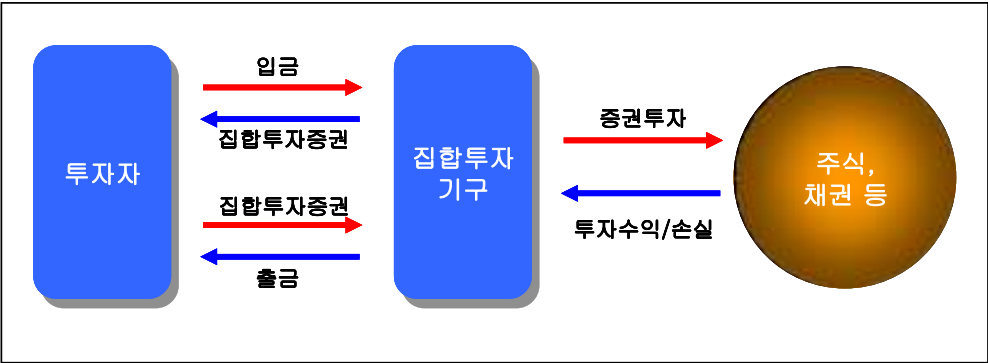 입금
집합투자증권
투자자
집합투자증권
출금
집합투자
기구
증권투자
투자수익/손실
주식,
채권 등